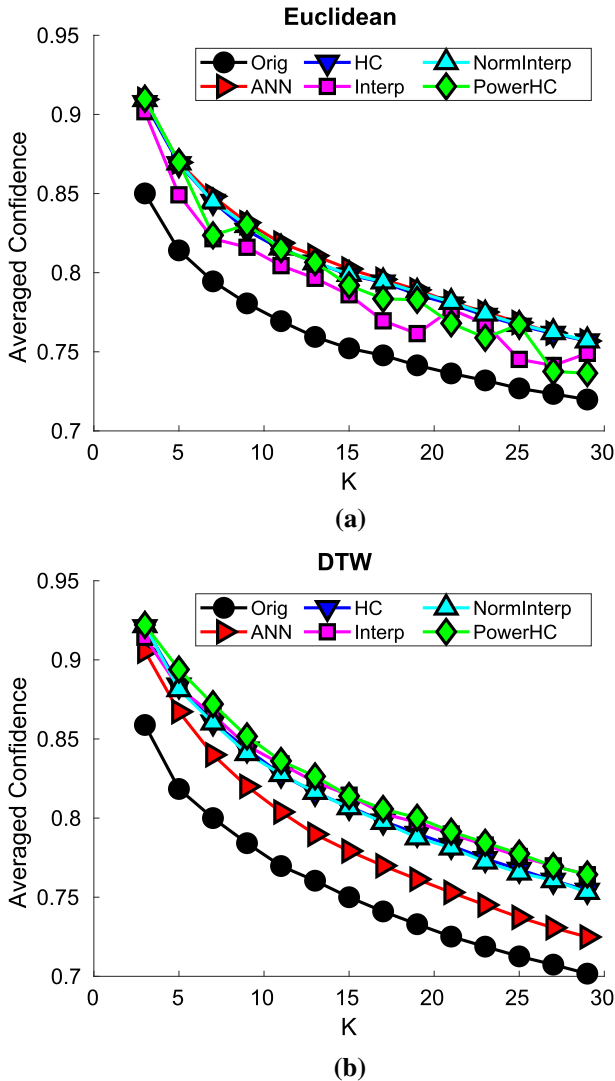 Euclidean
0.95
0.9
0.85
0.8
0.75
0.7
Averaged Confidence
Orig HC NormInterp
ANN Interp PowerHC
0 5 10 15 20 25 30
K
(a)
DTW
0.95
0.9
0.85
0.8
0.75
0.7
Averaged Confidence
Orig HC NormInterp
ANN Interp PowerHC
0 5 10 15 20 25 30
K
(b)